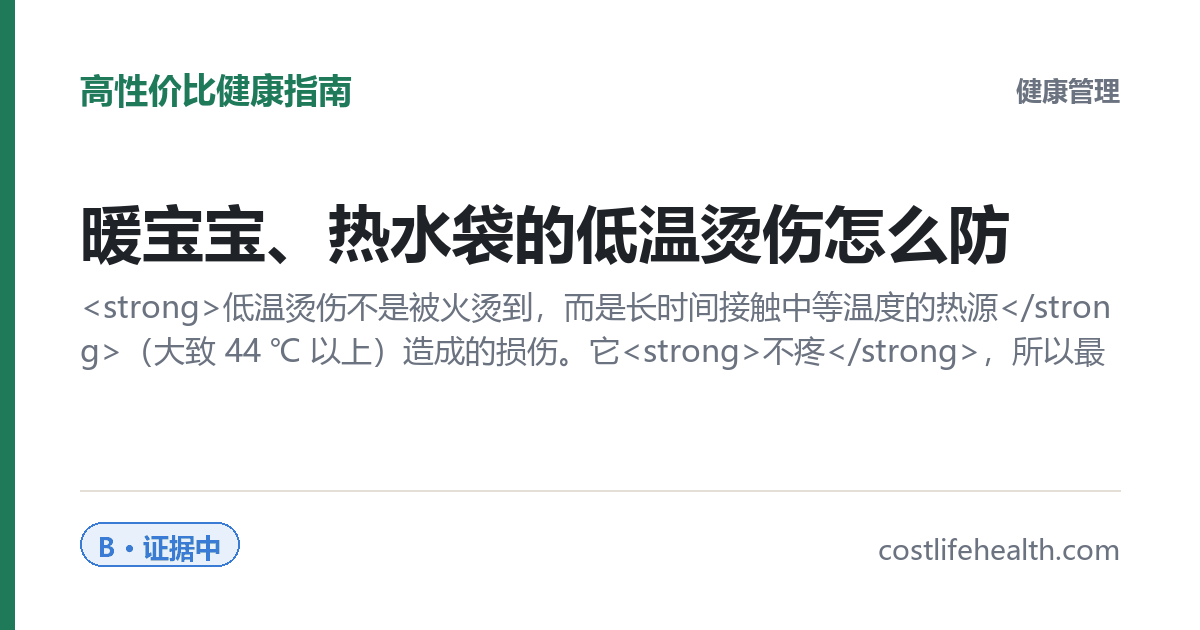 高性价比健康指南
健康管理
暖宝宝、热水袋的低温烫伤怎么防
<strong>低温烫伤不是被火烫到，而是长时间接触中等温度的热源</stron
g>（大致 44 ℃ 以上）造成的损伤。它<strong>不疼</strong>，所以最
B · 证据中
costlifehealth.com